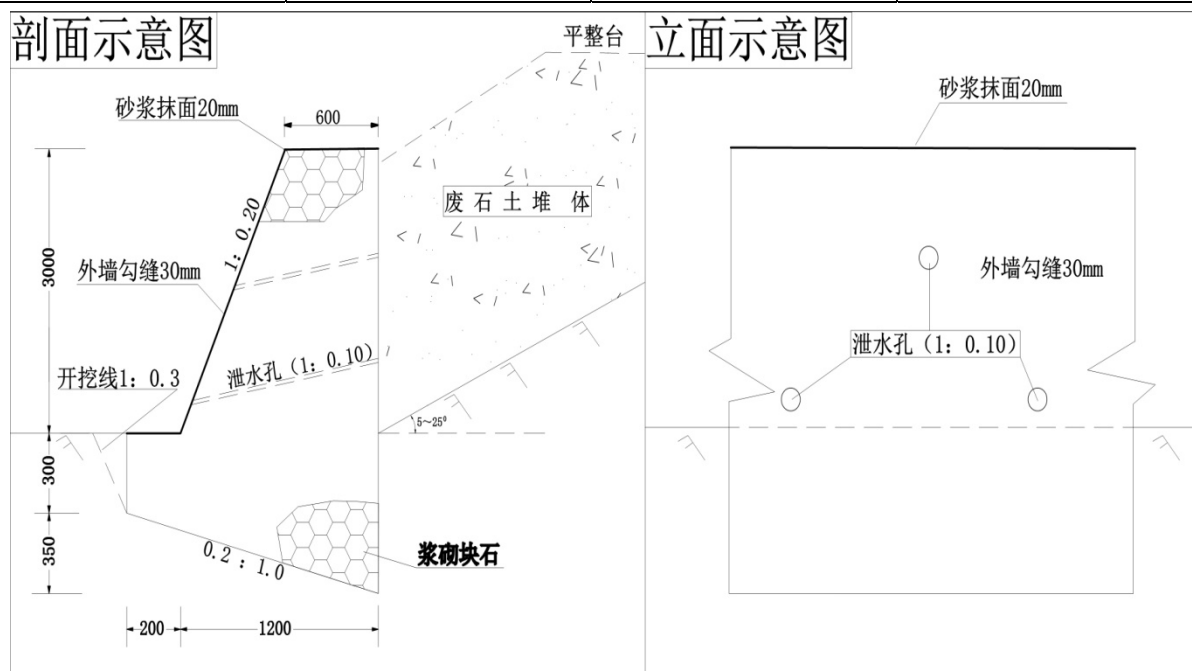 剖面示意图
平整台
砂浆抹面20mm
600
废石土堆 体
1: 0.20
3000
外墙勾缝30mm
泄水孔（1: 0.10）
开挖线1: 0.3
5~25°
300
350
0.2 : 1.0
浆砌块石
200
1200
立面示意图
砂浆抹面20mm
外墙勾缝30mm
泄水孔（1: 0.10）